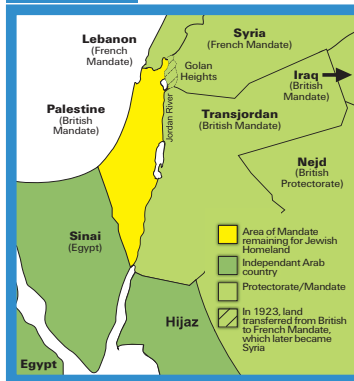 Lebanon
(French
Mandate)
Syria
(French Mandate)
Golan
Heights
Iraq
(British
Mandate)
Palestine
(British
Mandate)
Jordan River
Transjordan
(British Mandate)
Nejd
(British
Protectorate)
Sinai
(Egypt)
Area of Mandate
remaining for Jewish
Homeland
Independant Arab
country
Protectorate/Mandate
In 1923, land
transferred from British
to French Mandate,
which later became
Syria
Hijaz
Egypt